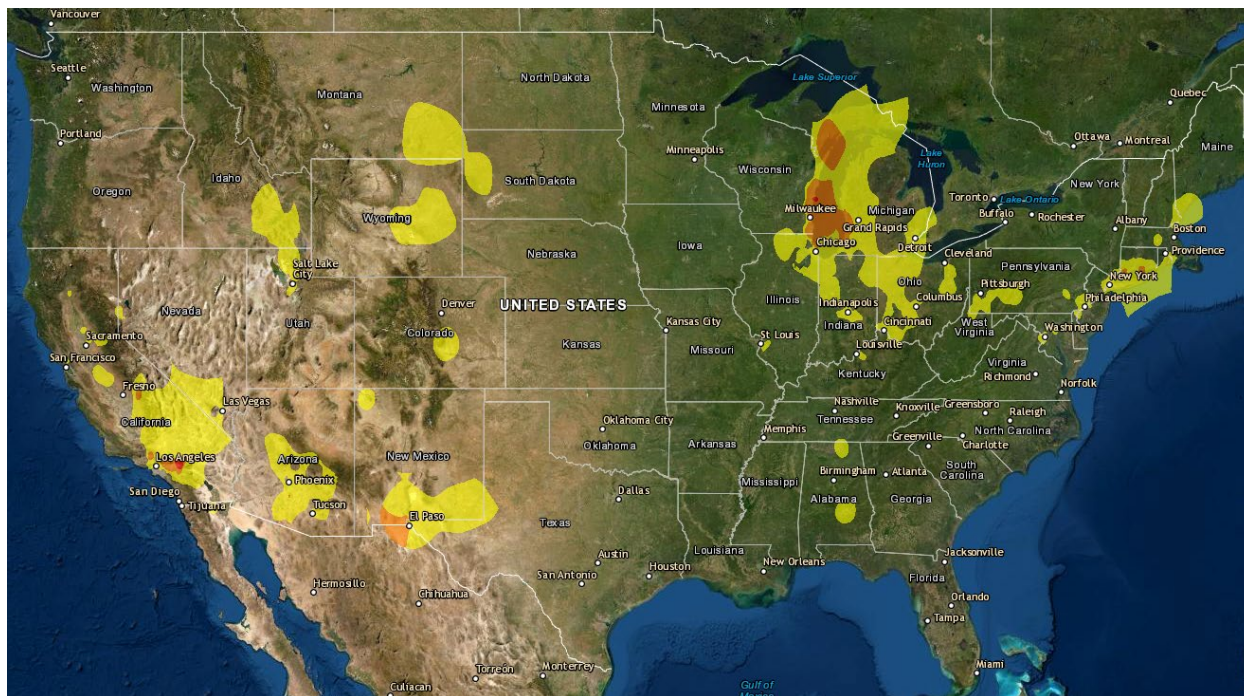 Vancouver
Seattle
Washington
Montana
North Dakota
Minnesota
Lake Superior
Quebec
Portland
Minneapolis
Ottawa
Montreal
Maine
Oregon
Idaho
South Dakota
Wisconsin
Lake
Huron
Toronto
New York
Wyoming
Milwaukee
Michigan
Lake Ontario
Buffalo
Rochester
Albany
Grand Rapids
Boston
Nebraska
Iowa
Chicago
Detroit
Cleveland
Providence
Salt Lake
City
Pennsylvania
New York
Ohio
Pittsburgh
Nevada
Denver
UNITED STATES
Illinois
Indianapolis
Columbus
Philadelphia
Utah
Colorado
Kansas City
Indiana
Cincinnati
West
Virginia
Washington
Sacramento
San Francisco
Kansas
Missouri
St Louis
Louisville
Kentucky
Virginia
Richmond
Norfolk
Fresno
California
Las Vegas
Nashville
Tennessee
Knoxville
Greensboro
Raleigh
Oklahoma City
Oklahoma
Arkansas
Memphis
Greenville
North Carolina
Charlotte
Los Angeles
Arizona
New Mexico
Phoenix
Birmingham
Atlanta
South
Carolina
San Diego
Tijuana
Tucson
Dallas
Mississippi
Alabama
Georgia
El Paso
Texas
Louisiana
Jacksonville
Austin
San Antonio
Houston
New Orleans
Florida
Hermosillo
Chihuahua
Orlando
Tampa
Torreon
Monterrey
Miami
Culiacan
Gulf of